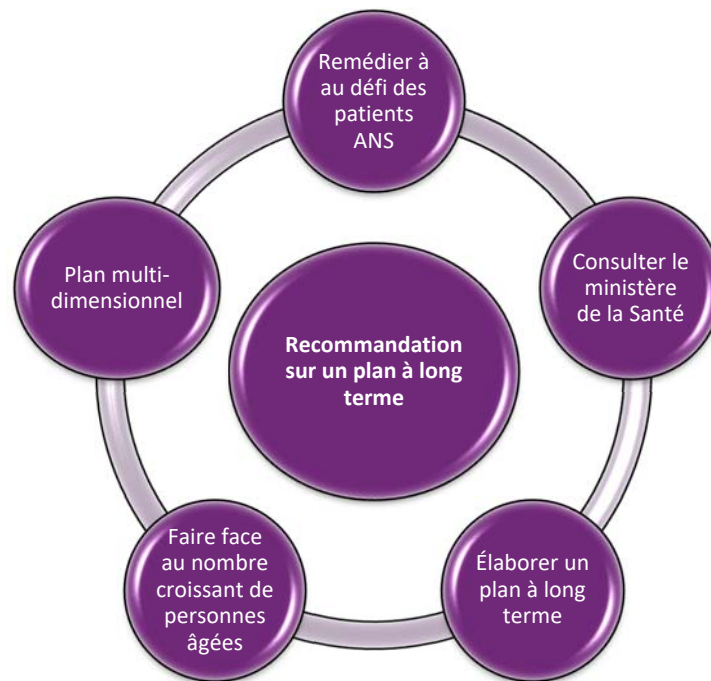 Remédier à
au défi des
patients
ANS
Consulter le
ministère
de la Santé
Élaborer un
plan à long
terme
Faire face
au nombre
croissant de
personnes
âgées
Plan multi-
dimensionnel
Recommandation
sur un plan à long
terme